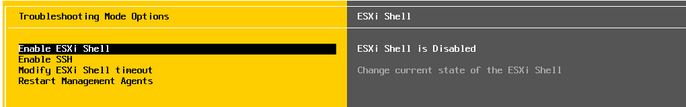 Troubleshooting Mode Options
ESXi Shell
Enable ESXi Shell
ESXi Shell is Disabled
Enable SSH
Modify ESXi Shell timeout
Change current state of the ESXi Shell
Restart Management Agents